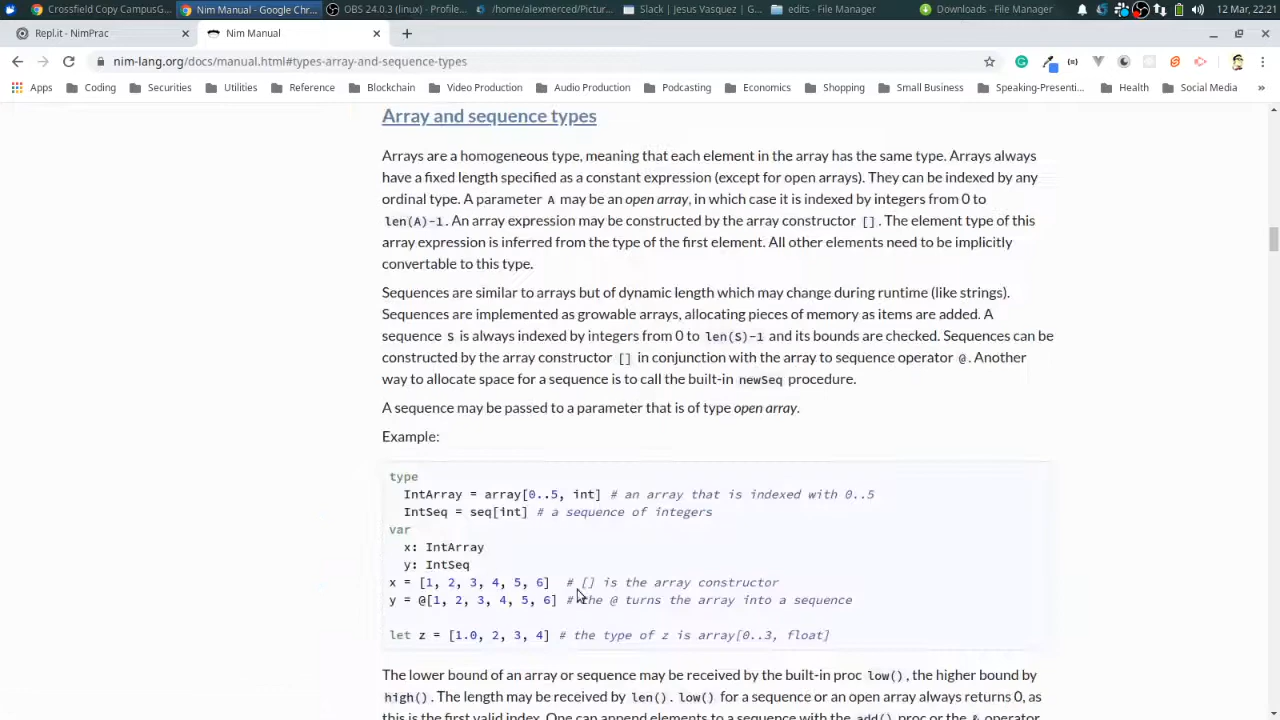 Crossfield Copy CampusG...
Nim Manual - Google Chr...
OBS 24.0.3 (linux) - Profile...
/home/alexmerced/Pictur...
Slack | Jesus Vasquez | G...
edits - File Manager
Downloads - File Manager
12 Mar, 22:21
Repl.it - NimPrac
Nim Manual
nim-lang.org/docs/manual.html#types-array-and-sequence-types
Apps
Coding
Securities
Utilities
Reference
Blockchain
Video Production
Audio Production
Podcasting
Economics
Shopping
Small Business
Speaking-Presenti...
Health
Social Media
»
Array and sequence types
Arrays are a homogeneous type, meaning that each element in the array has the same type. Arrays always
have a fixed length specified as a constant expression (except for open arrays). They can be indexed by any
ordinal type. A parameter A may be an open array, in which case it is indexed by integers from 0 to
len(A)-1. An array expression may be constructed by the array constructor []. The element type of this
array expression is inferred from the type of the first element. All other elements need to be implicitly
convertable to this type.
Sequences are similar to arrays but of dynamic length which may change during runtime (like strings).
Sequences are implemented as growable arrays, allocating pieces of memory as items are added. A
sequence S is always indexed by integers from 0 to len(S)-1 and its bounds are checked. Sequences can be
constructed by the array constructor [] in conjunction with the array to sequence operator @. Another
way to allocate space for a sequence is to call the built-in newSeq procedure.
A sequence may be passed to a parameter that is of type open array.
Example:
type
IntArray = array[0..5, int] # an array that is indexed with 0..5
IntSeq = seq[int] # a sequence of integers
var
x: IntArray
y: IntSeq
x = [1, 2, 3, 4, 5, 6]  # [] is the array constructor
y = @[1, 2, 3, 4, 5, 6] # the @ turns the array into a sequence
let z = [1.0, 2, 3, 4] # the type of z is array[0..3, float]
The lower bound of an array or sequence may be received by the built-in proc low(), the higher bound by
high(). The length may be received by len(). low() for a sequence or an open array always returns 0, as
this is the first valid index. One can append elements to a sequence with the add() proc or the & operator